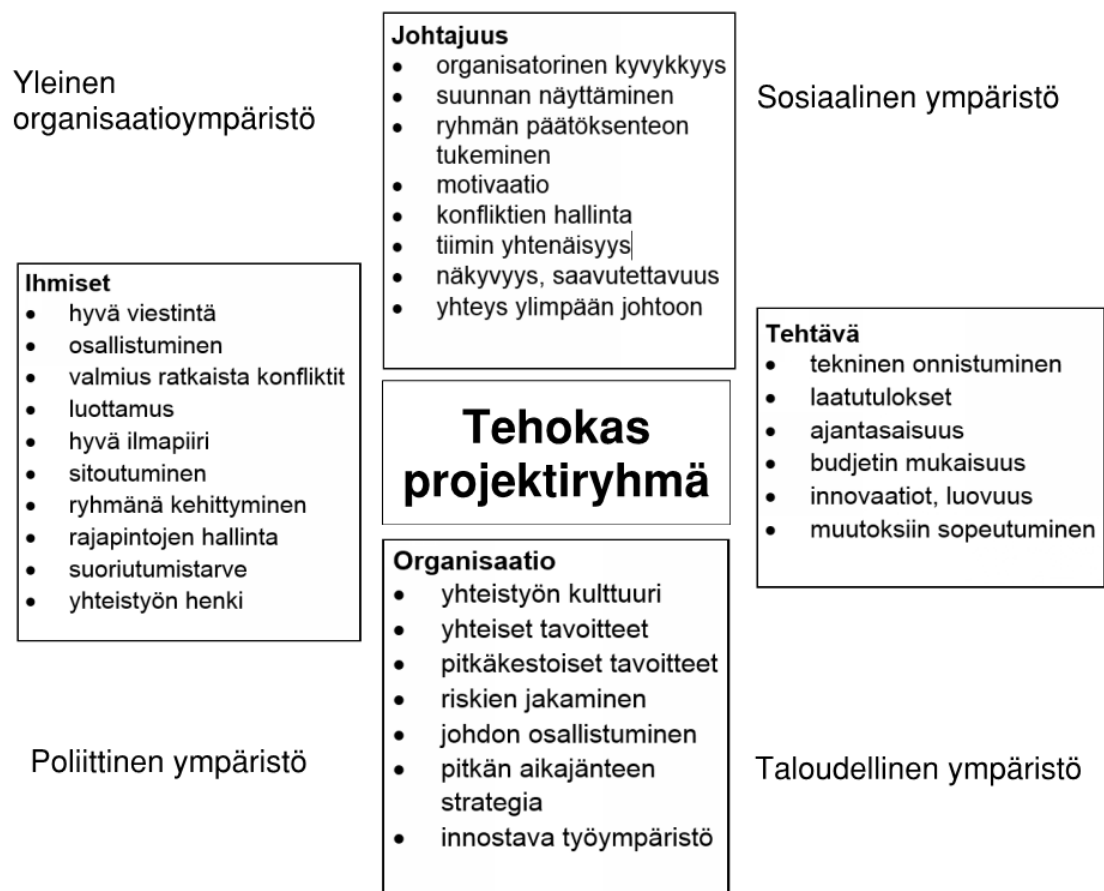 Yleinen
organisaatioympäristö
Johtajuus
• organisatorinen kyvykkyys
• suunnan näyttäminen
• ryhmän päätöksenteon
tukeminen
• motivaatio
• konfliktien hallinta
• tiimin yhtenäisyys
• näkyvyys, saavutettavuus
• yhteys ylimpään johtoon
Sosiaalinen ympäristö
Ihmiset
• hyvä viestintä
• osallistuminen
• valmius ratkaista konfliktit
• luottamus
• hyvä ilmapiiri
• sitoutuminen
• ryhmänä kehittyminen
• rajapintojen hallinta
• suoriutumistarve
• yhteistyön henki
Tehokas
projektiryhmä
Tehtävä
• tekninen onnistuminen
• laatutulokset
• ajantasaisuus
• budjetin mukaisuus
• innovaatiot, luovuus
• muutoksiin sopeutuminen
Organisaatio
• yhteistyön kulttuuri
• yhteiset tavoitteet
• pitkäkestoiset tavoitteet
• riskien jakaminen
• johdon osallistuminen
• pitkän aikajänteen
strategia
• innostava työympäristö
Poliittinen ympäristö
Taloudellinen ympäristö